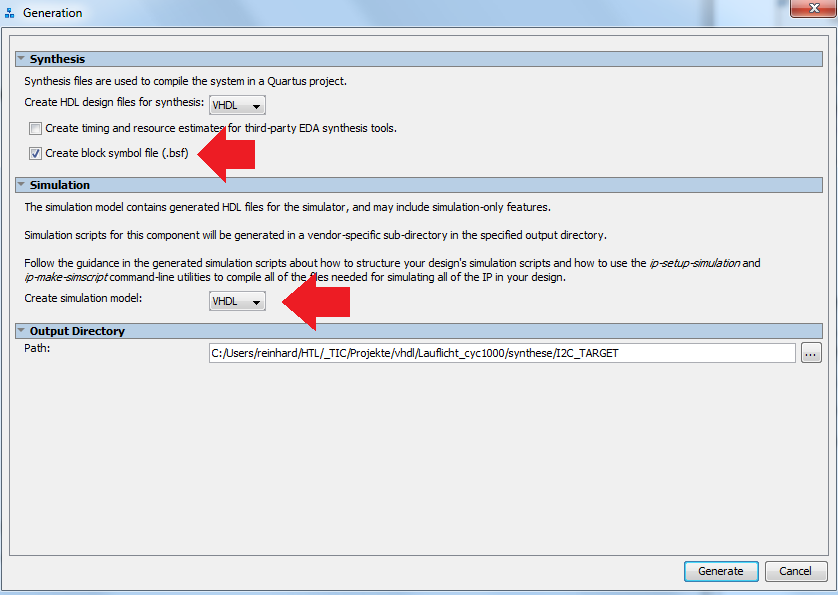 Generation
Synthesis
Synthesis files are used to compile the system in a Quartus project.
Create HDL design files for synthesis: VHDL
Create timing and resource estimates for third-party EDA synthesis tools.
Create block symbol file (.bsf)
Simulation
The simulation model contains generated HDL files for the simulator, and may include simulation-only features.
Simulation scripts for this component will be generated in a vendor-specific sub-directory in the specified output directory.
Follow the guidance in the generated simulation scripts about how to structure your design's simulation scripts and how to use the ip-setup-simulation and
ip-make-simscript command-line utilities to compile all of the files needed for simulating all of the IP in your design.
Create simulation model: VHDL
Output Directory
Path: C:/Users/reinhard/HTL/_TIC/Projekte/vhdl/Lauflicht_cyc1000/synthese/I2C_TARGET ...
Generate Cancel